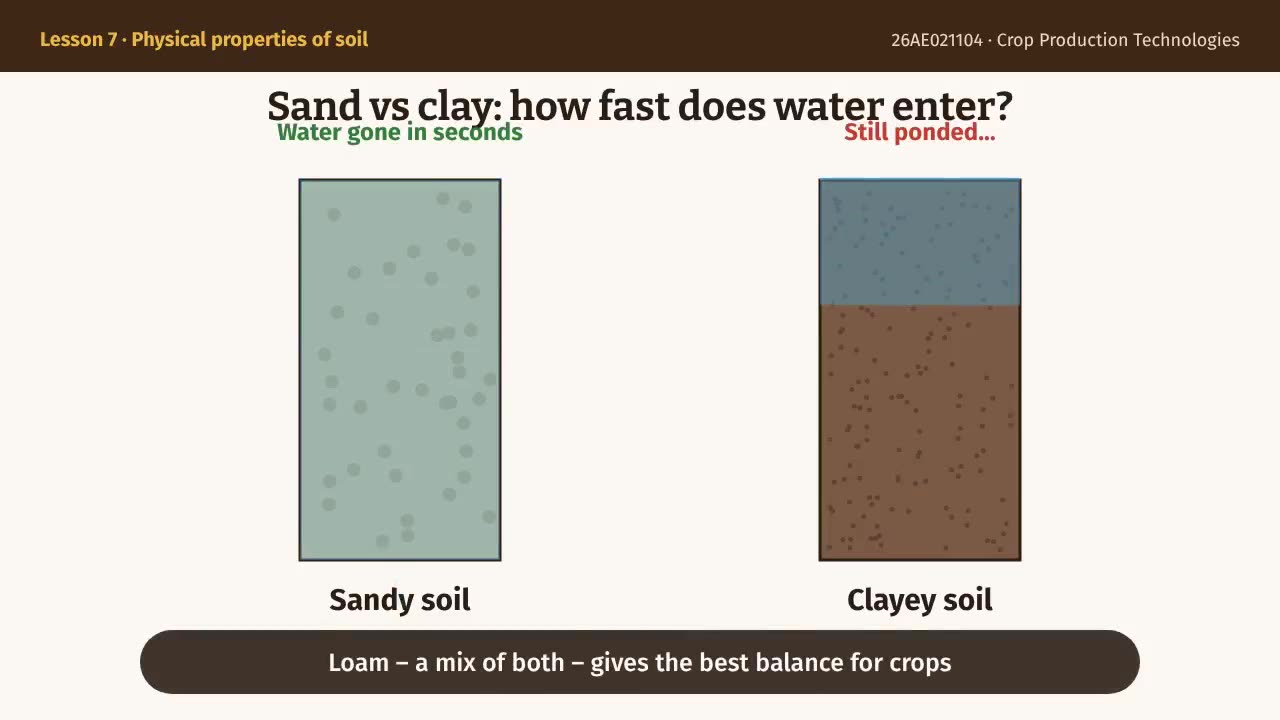 Lesson 7 · Physical properties of soil
26AE021104 · Crop Production Technologies
Sand vs clay: how fast does water enter?
Water gone in seconds
Still ponded...
Sandy soil
Clayey soil
Loam – a mix of both – gives the best balance for crops